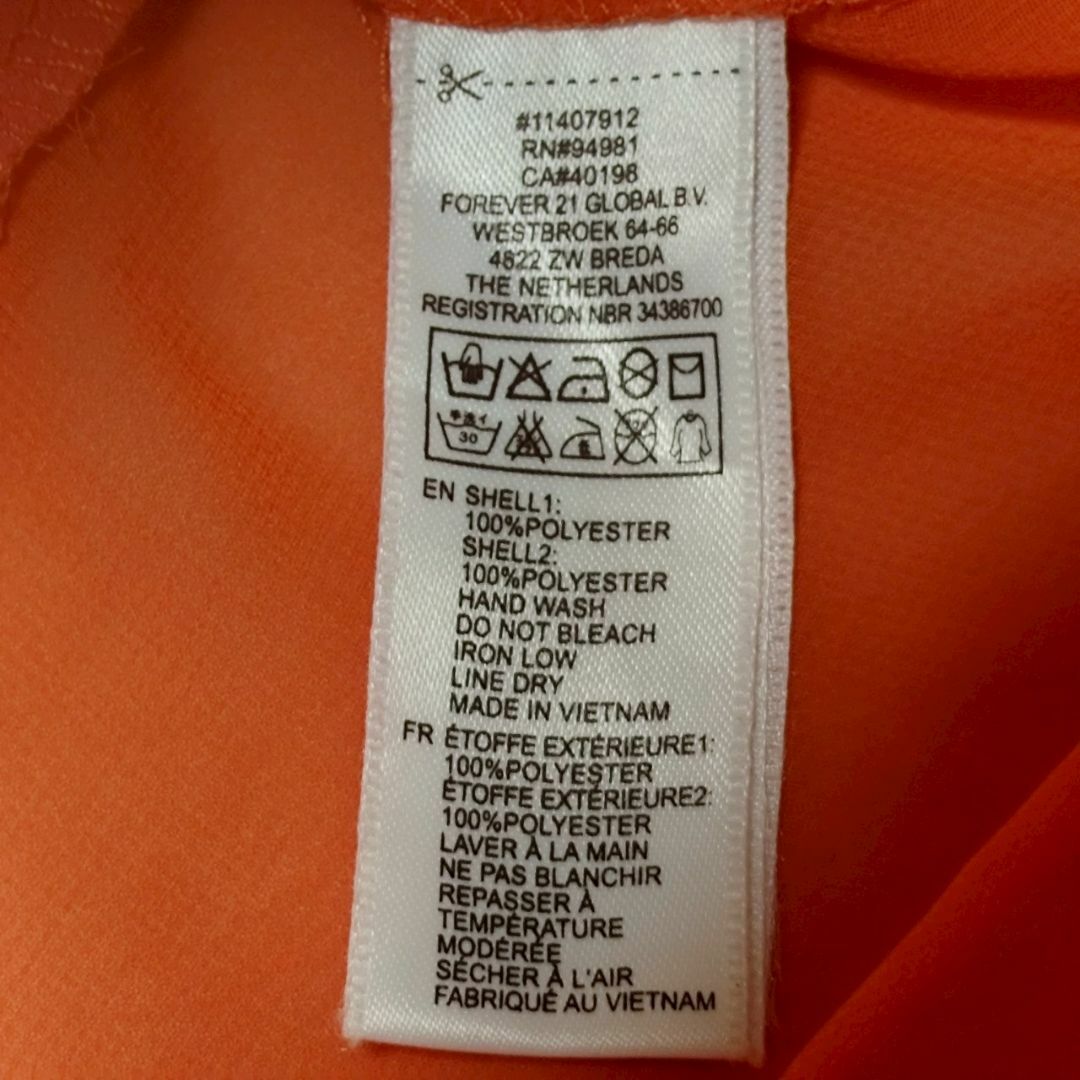 #11407912
RN#94981
CA#40198
FOREVER 21 GLOBAL B.V.
WESTBROEK 64-66
4822 ZW BREDA
THE NETHERLANDS
REGISTRATION NBR 34386700
手洗イ
30
EN SHELL1:
100%POLYESTER
SHELL2:
100%POLYESTER
HAND WASH
DO NOT BLEACH
IRON LOW
LINE DRY
MADE IN VIETNAM
FR ÉTOFFE EXTÉRIEURE1:
100%POLYESTER
ÉTOFFE EXTÉRIEURE2:
100%POLYESTER
LAVER À LA MAIN
NE PAS BLANCHIR
REPASSER À
TEMPÉRATURE
MODÉRÉE
SÉCHER À L'AIR
FABRIQUÉ AU VIETNAM